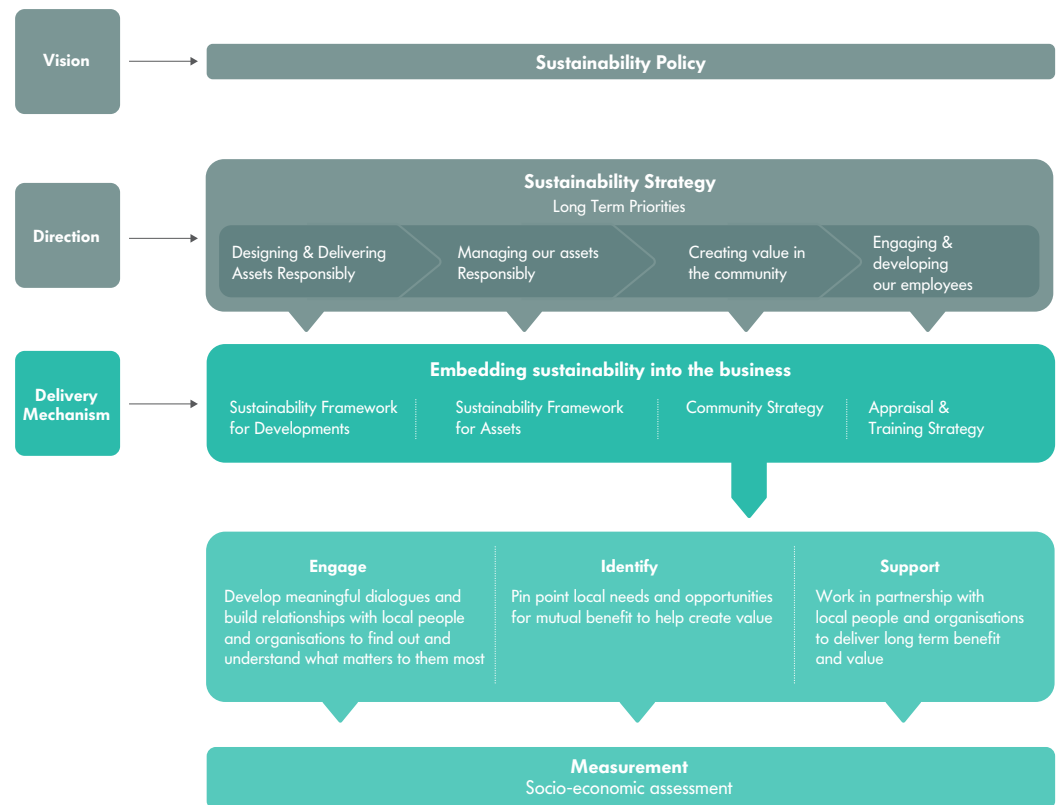 Vision
Sustainability Policy
Direction
Sustainability Strategy
Long Term Priorities
Designing & Delivering
Assets Responsibly
Managing our assets
Responsibly
Creating value in
the community
Engaging &
developing
our employees
Delivery
Mechanism
Embedding sustainability into the business
Sustainability Framework
for Developments
Sustainability Framework
for Assets
Community Strategy
Appraisal &
Training Strategy
Engage
Develop meaningful dialogues and
build relationships with local people
and organisations to find out and
understand what matters to them most
Identify
Pin point local needs and opportunities
for mutual benefit to help create value
Support
Work in partnership with
local people and organisations
to deliver long term benefit
and value
Measurement
Socio-economic assessment